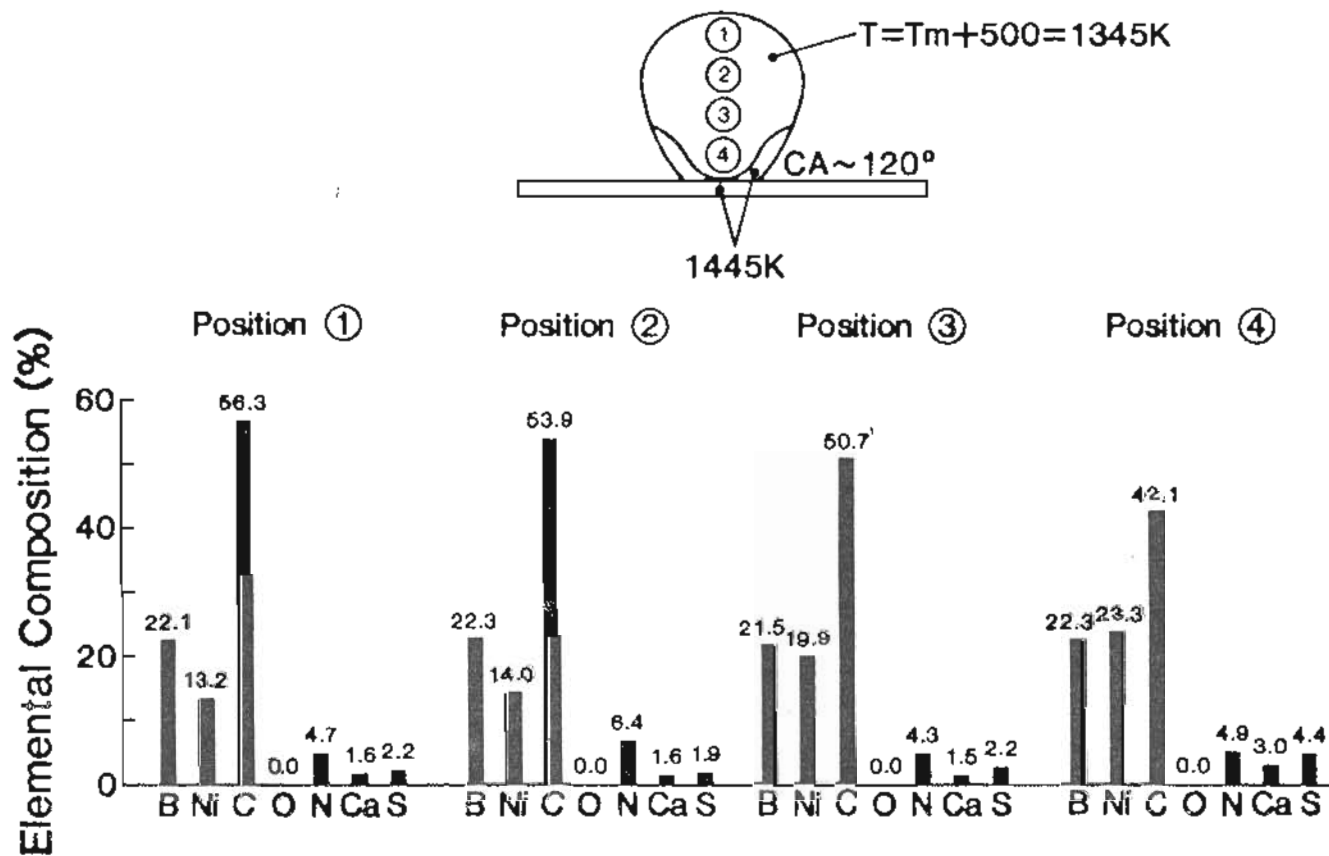 ①
T=Tm+500=1345K
②
③
④
CA~120°
1445K
Position ① Position ② Position ③ Position ④
Elemental Composition (%)
60
40
20
0
22.1 13.2 56.3 0.0 4.7 1.6 2.2
B Ni C O N Ca S
22.3 14.0 53.9 0.0 6.4 1.6 1.9
B Ni C O N Ca S
21.5 19.9 50.7 0.0 4.3 1.5 2.2
B Ni C O N Ca S
22.3 23.3 42.1 0.0 4.9 3.0 4.4
B Ni C O N Ca S